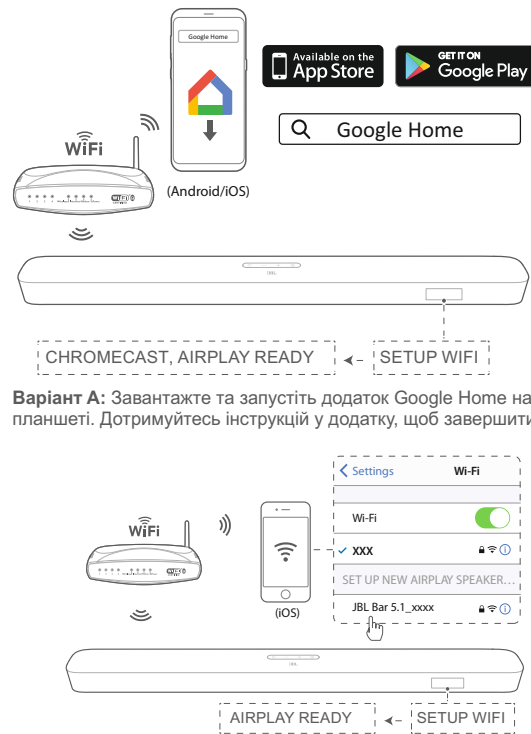 Google Home
Available on the
App Store
GET IT ON
Google Play
Google Home
WiFi
(Android/iOS)
JBL
CHROMECAST, AIRPLAY READY
SETUP WIFI
Варіант A: Завантажте та запустіть додаток Google Home на
планшеті. Дотримуйтесь інструкцій у додатку, щоб завершити
Settings
Wi-Fi
WiFi
Wi-Fi
XXX
SET UP NEW AIRPLAY SPEAKER...
JBL Bar 5.1_xxxx
(iOS)
JBL
AIRPLAY READY
SETUP WIFI